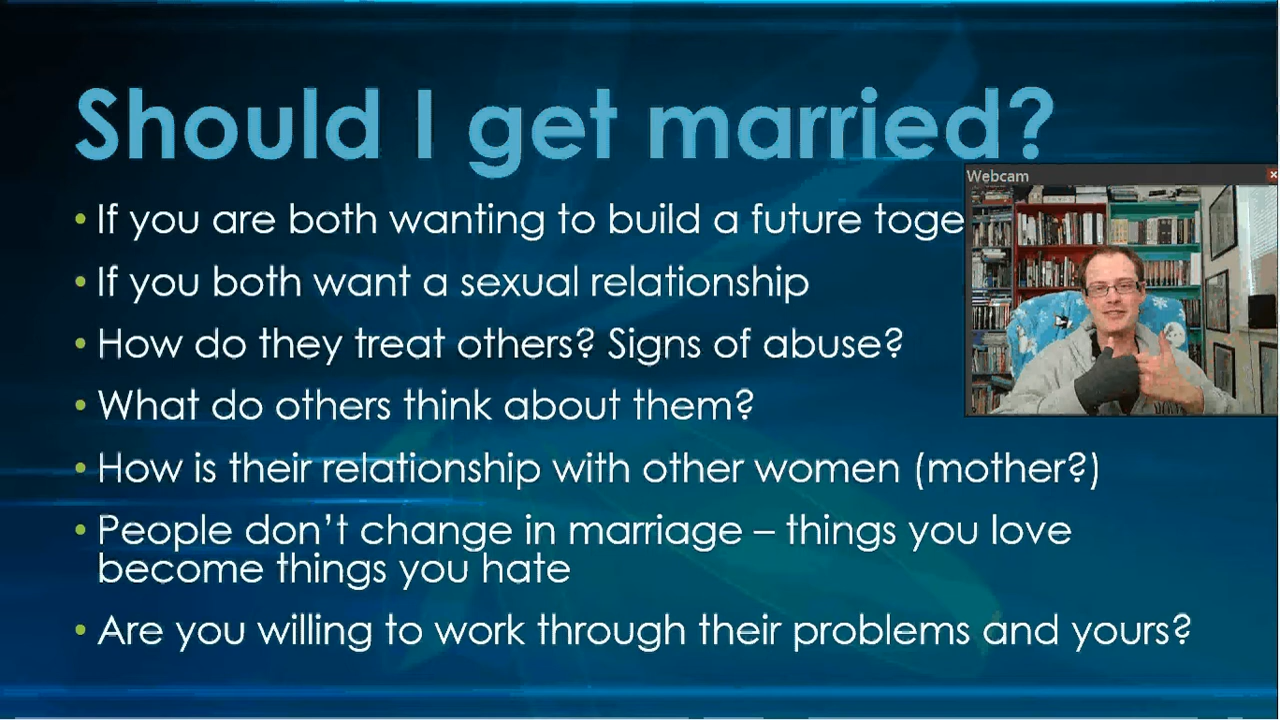 Should I get married?
Webcam
• If you are both wanting to build a future toge
• If you both want a sexual relationship
• How do they treat others? Signs of abuse?
• What do others think about them?
• How is their relationship with other women (mother?)
• People don't change in marriage – things you love
become things you hate
• Are you willing to work through their problems and yours?